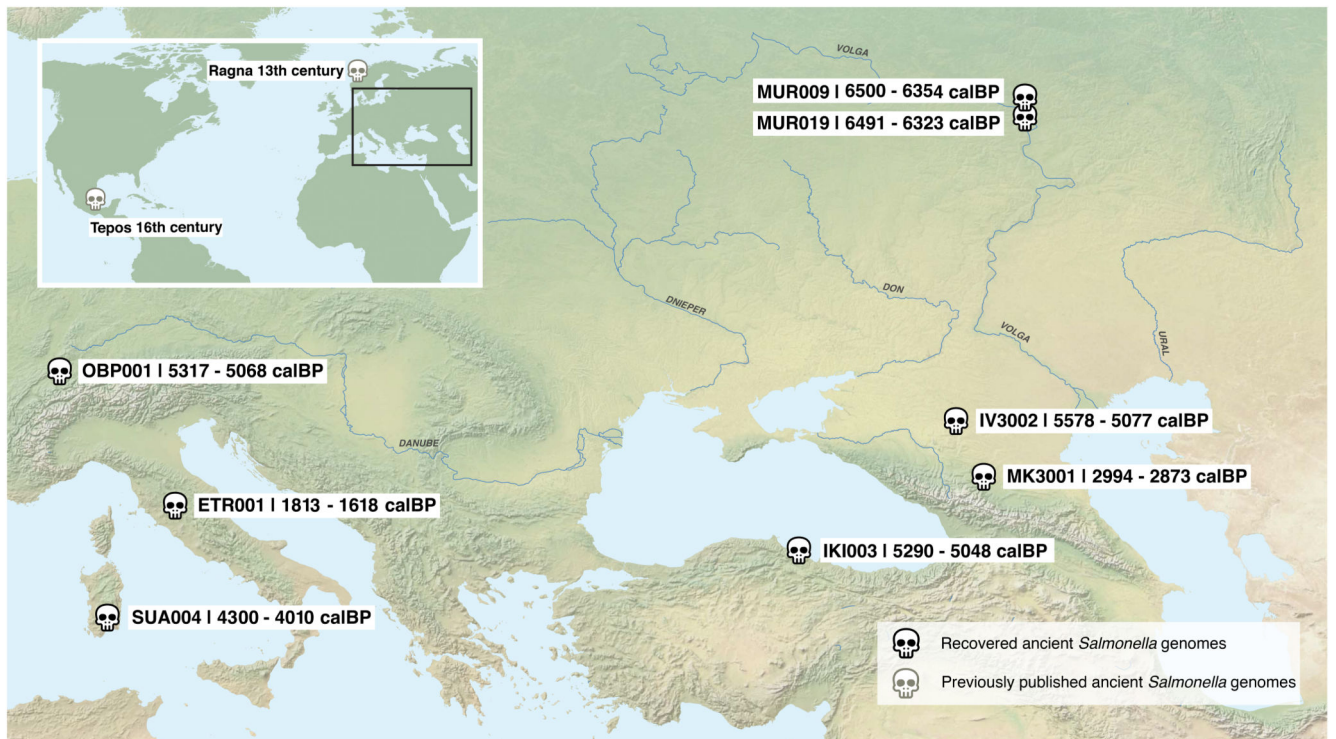 Ragna 13th century
Tepos 16th century
VOLGA
MUR009 | 6500 - 6354 calBP
MUR019 | 6491 - 6323 calBP
DNIEPER
DON
VOLGA
URAL
OBP001 | 5317 - 5068 calBP
DANUBE
IV3002 | 5578 - 5077 calBP
MK3001 | 2994 - 2873 calBP
ETR001 | 1813 - 1618 calBP
IKI003 | 5290 - 5048 calBP
SUA004 | 4300 - 4010 calBP
Recovered ancient Salmonella genomes
Previously published ancient Salmonella genomes